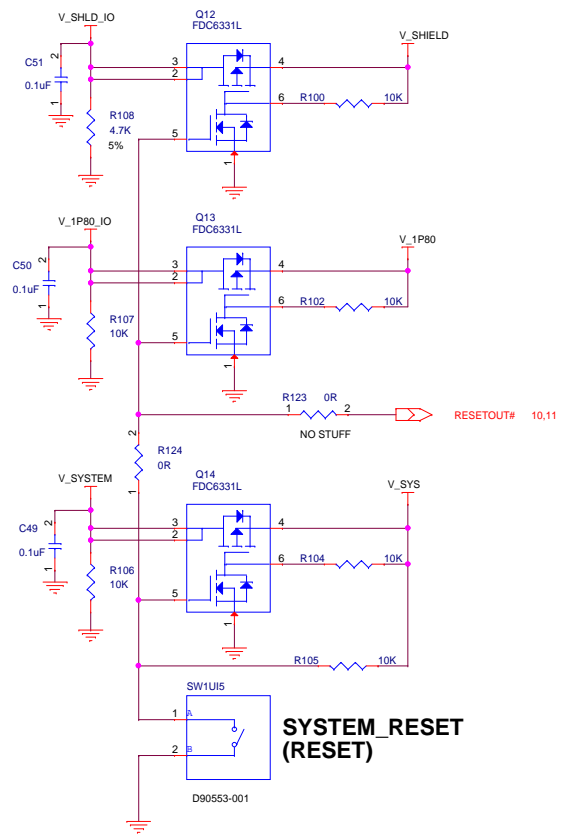 Q12
FDC6331L
V_SHLD_IO
V_SHIELD
C51
0.1uF
2
1
3
2
4
R108
4.7K
5%
6
R100
10K
5
1
Q13
FDC6331L
V_1P80_IO
V_1P80
C50
0.1uF
2
1
3
2
4
R107
10K
6
R102
10K
5
1
R123
0R
1
2
RESETOUT#
10,11
NO STUFF
2
R124
0R
1
Q14
FDC6331L
V_SYSTEM
V_SYS
C49
0.1uF
2
1
3
2
4
R106
10K
6
R104
10K
5
1
R105
10K
SW1UI5
1
A
2
B
SYSTEM_RESET
(RESET)
D90553-001